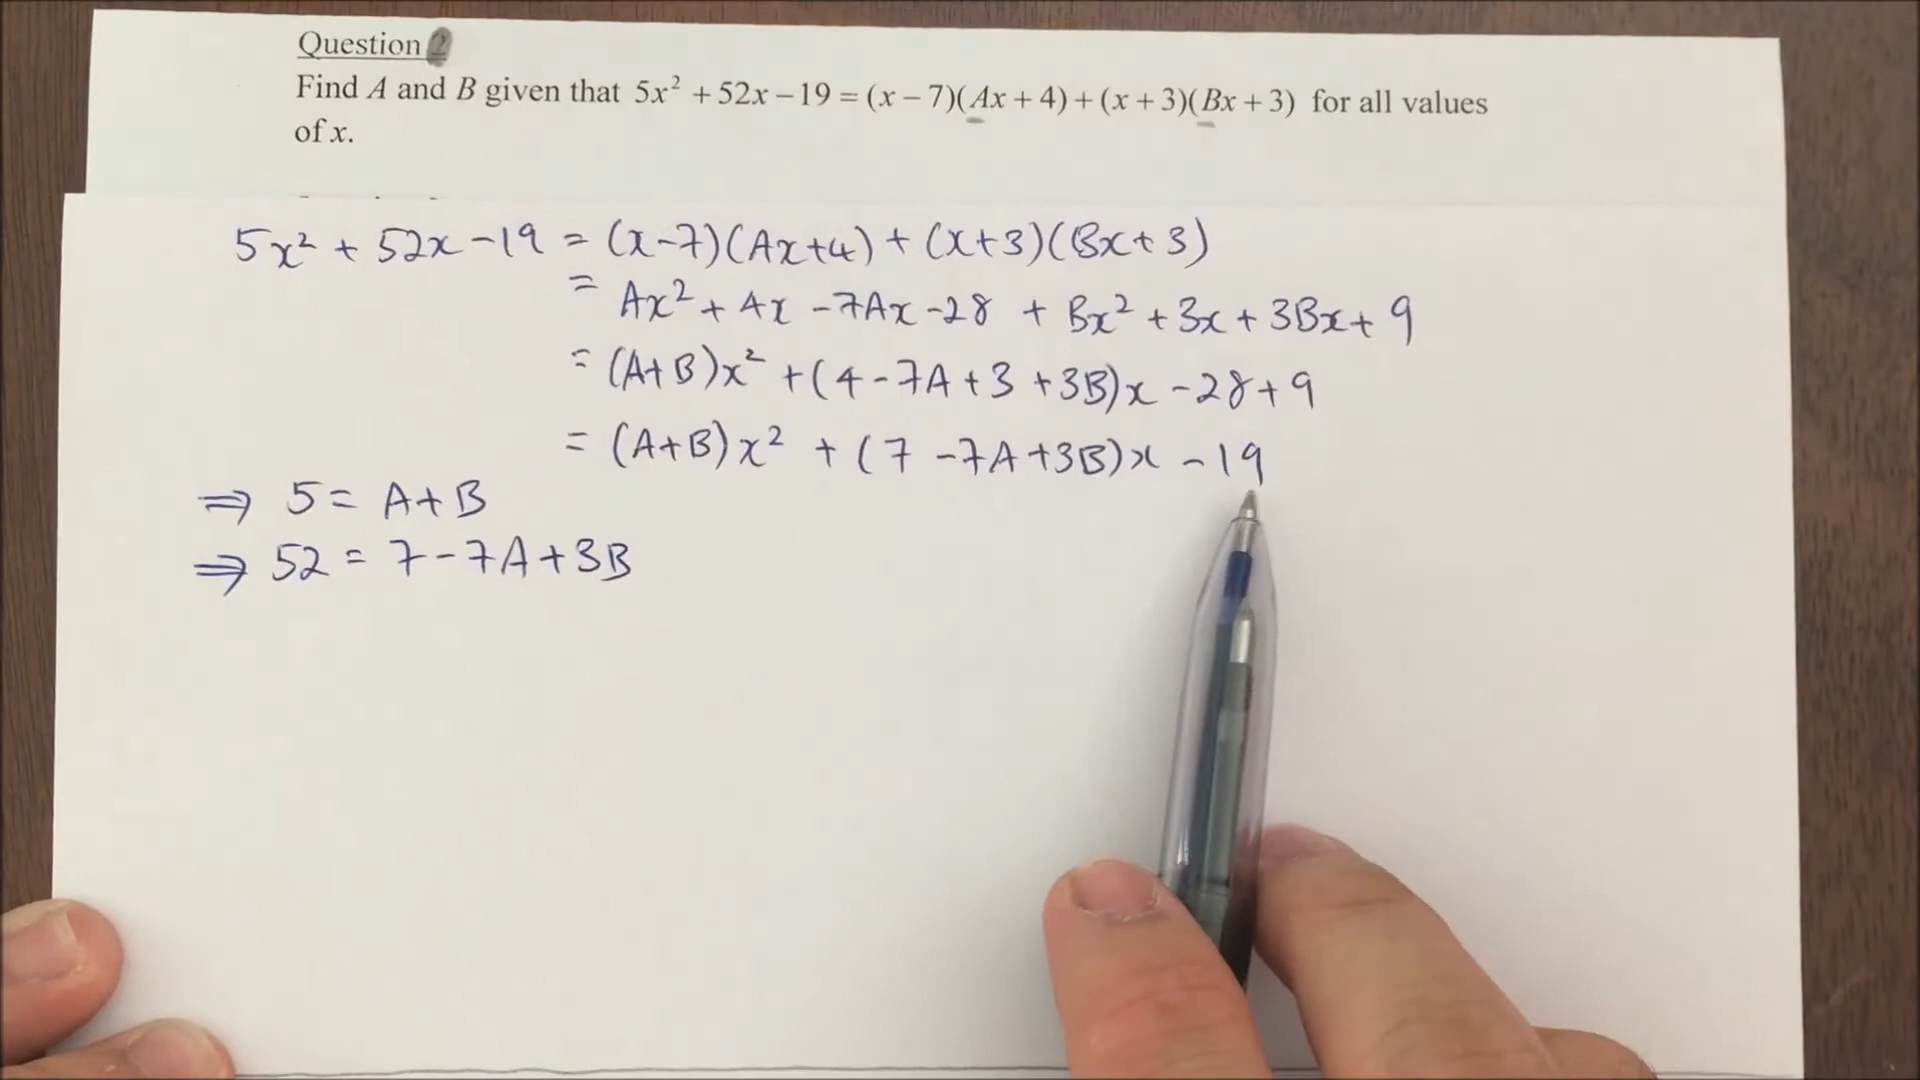 Question 2
Find A and B given that 5x² + 52x − 19 = (x − 7)(Ax + 4) + (x + 3)(Bx + 3) for all values
of x.
5x² + 52x − 19 = (x−7)(Ax+4) + (x+3)(Bx+3)
= Ax² + 4x − 7Ax − 28 + Bx² + 3x + 3Bx + 9
= (A+B)x² + (4 − 7A + 3 + 3B)x − 28 + 9
= (A+B)x² + (7 − 7A + 3B)x − 19
⇒ 5 = A + B
⇒ 52 = 7 − 7A + 3B